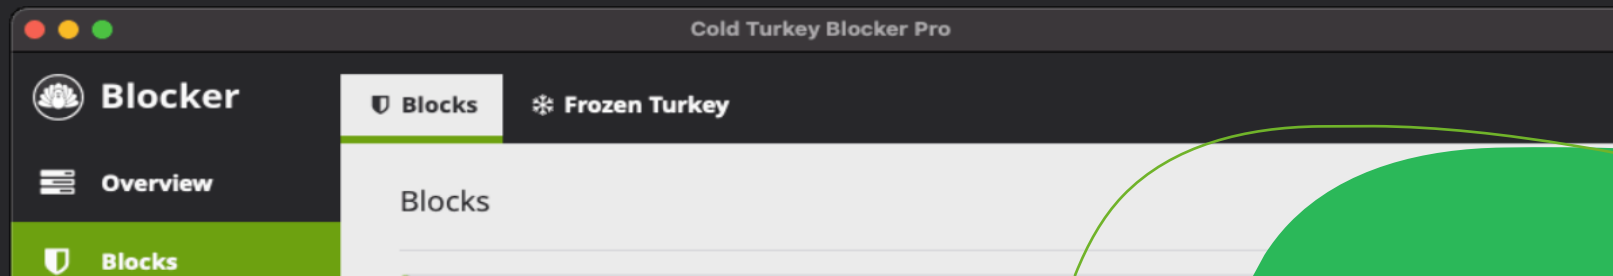 Cold Turkey Blocker Pro
Blocker
Blocks
Frozen Turkey
Overview
Blocks
Blocks